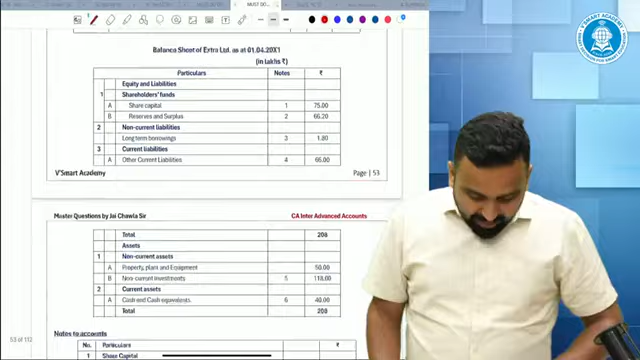 MUST DO...
V'SMART ACADEMY
Balance Sheet of Extra Ltd. as at 01.04.20X1
(in Lakhs ₹)
Particulars Notes ₹
Equity and Liabilities
1 Shareholders' funds
A Share capital 1 75.00
B Reserves and Surplus 2 66.20
2 Non-current liabilities
Long term borrowings 3 1.80
3 Current liabilities
A Other Current Liabilities 4 65.00
V'Smart Academy Page | 53
Master Questions by Jai Chawla Sir CA Inter Advanced Accounts
Total 208
Assets
1 Non-current assets
A Property, plant and Equipment 50.00
B Non-current investments 5 118.00
2 Current assets
A Cash and Cash equivalents 6 40.00
Total 208
Notes to accounts
No. Particulars ₹
1 Share Capital
53 of 112